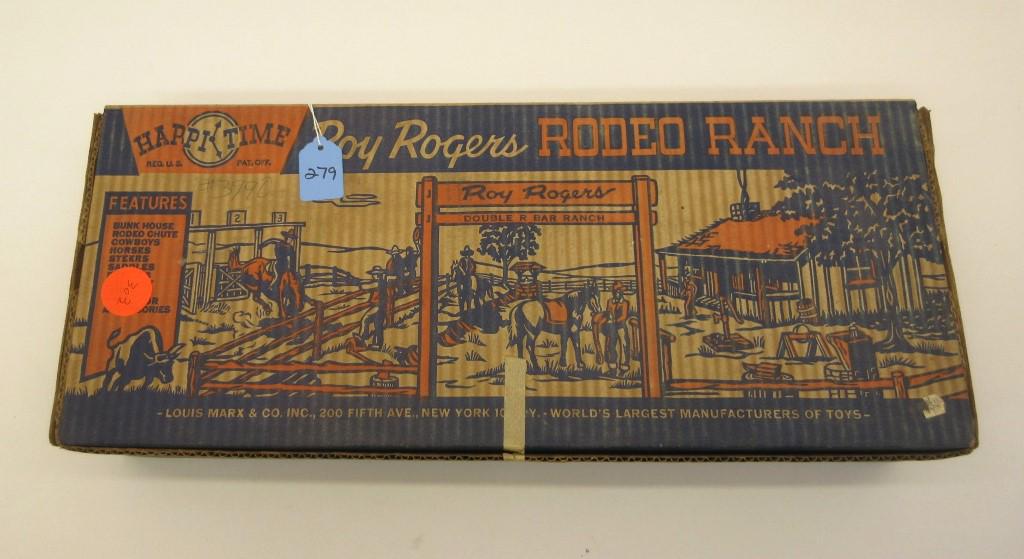 HAPPI TIME
REG. U.S. PAT. OFF.
Roy Rogers RODEO RANCH
279
FEATURES
BUNK HOUSE
RODEO CHUTE
COWBOYS
HORSES
STEERS
SADDLES
1 2 3
Roy Rogers
DOUBLE R BAR RANCH
-LOUIS MARX & CO. INC., 200 FIFTH AVE., NEW YORK 10 Y.-WORLD'S LARGEST MANUFACTURERS OF TOYS-